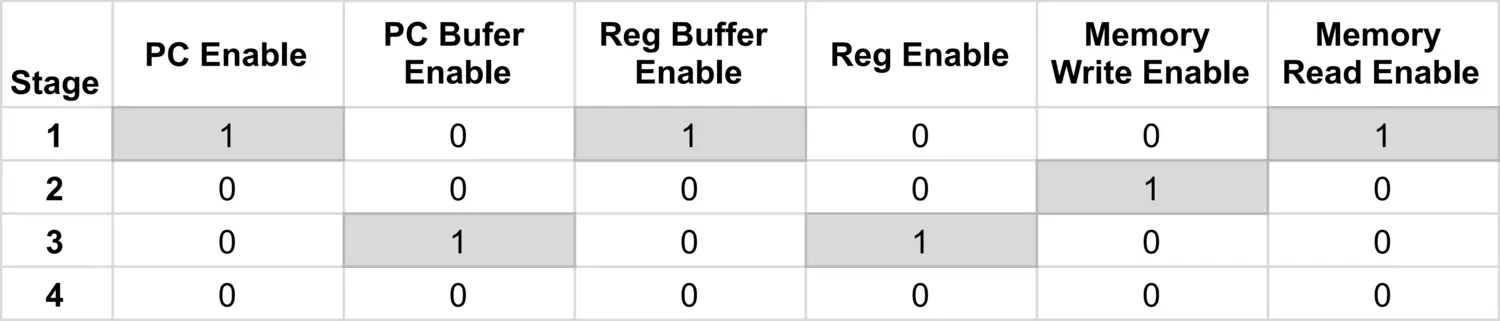 Stage PC Enable PC Bufer Enable Reg Buffer Enable Reg Enable Memory Write Enable Memory Read Enable
1 1 0 1 0 0 1
2 0 0 0 0 1 0
3 0 1 0 1 0 0
4 0 0 0 0 0 0